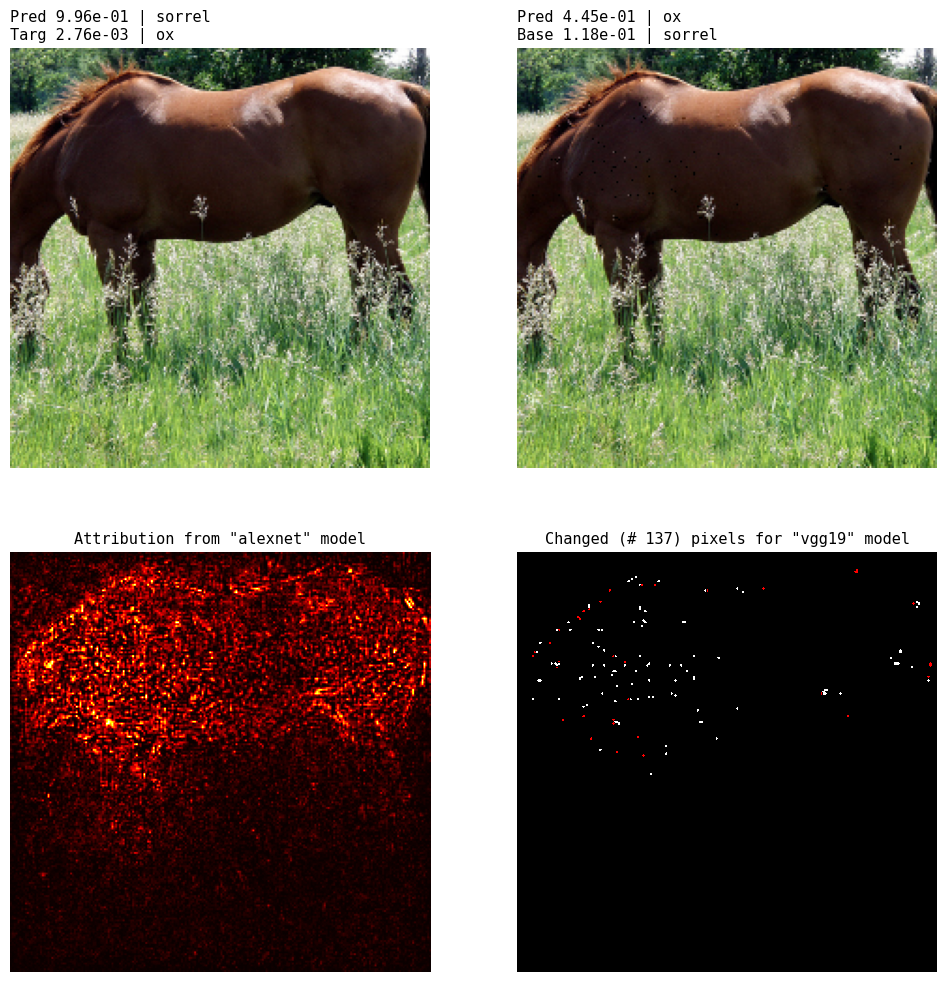 Pred 9.96e-01 | sorrel
Targ 2.76e-03 | ox
Pred 4.45e-01 | ox
Base 1.18e-01 | sorrel
Attribution from "alexnet" model
Changed (# 137) pixels for "vgg19" model